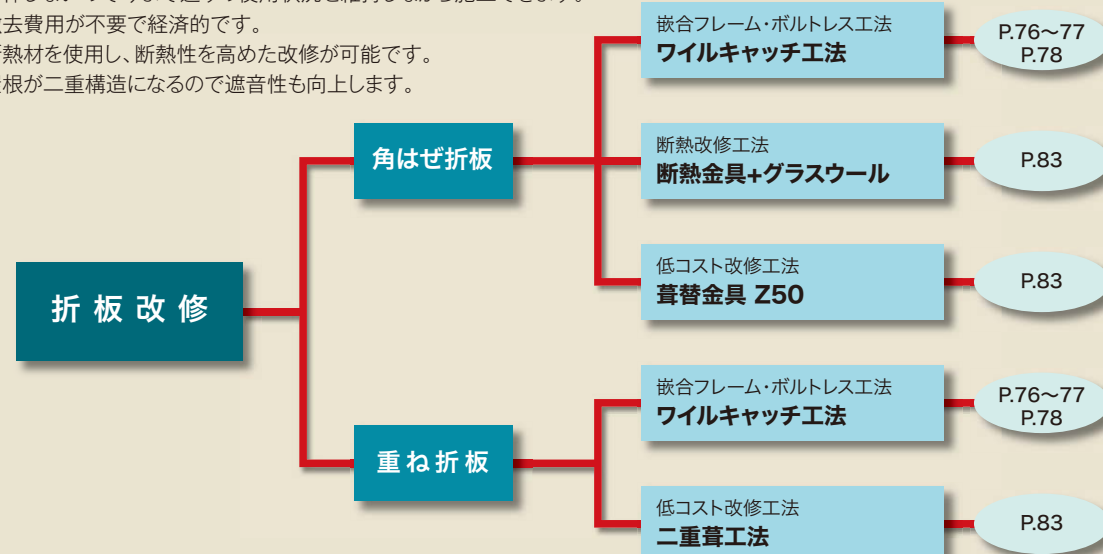 撤去費用が不要で経済的です。
断熱材を使用し、断熱性を高めた改修が可能です。
屋根が二重構造になるので遮音性も向上します。
嵌合フレーム・ボルトレス工法
ワイルキャッチ工法
P.76〜77
P.78
角はぜ折板
断熱改修工法
断熱金具+グラスウール
P.83
低コスト改修工法
葺替金具 Z50
P.83
折板改修
嵌合フレーム・ボルトレス工法
ワイルキャッチ工法
P.76〜77
P.78
重ね折板
低コスト改修工法
二重葺工法
P.83